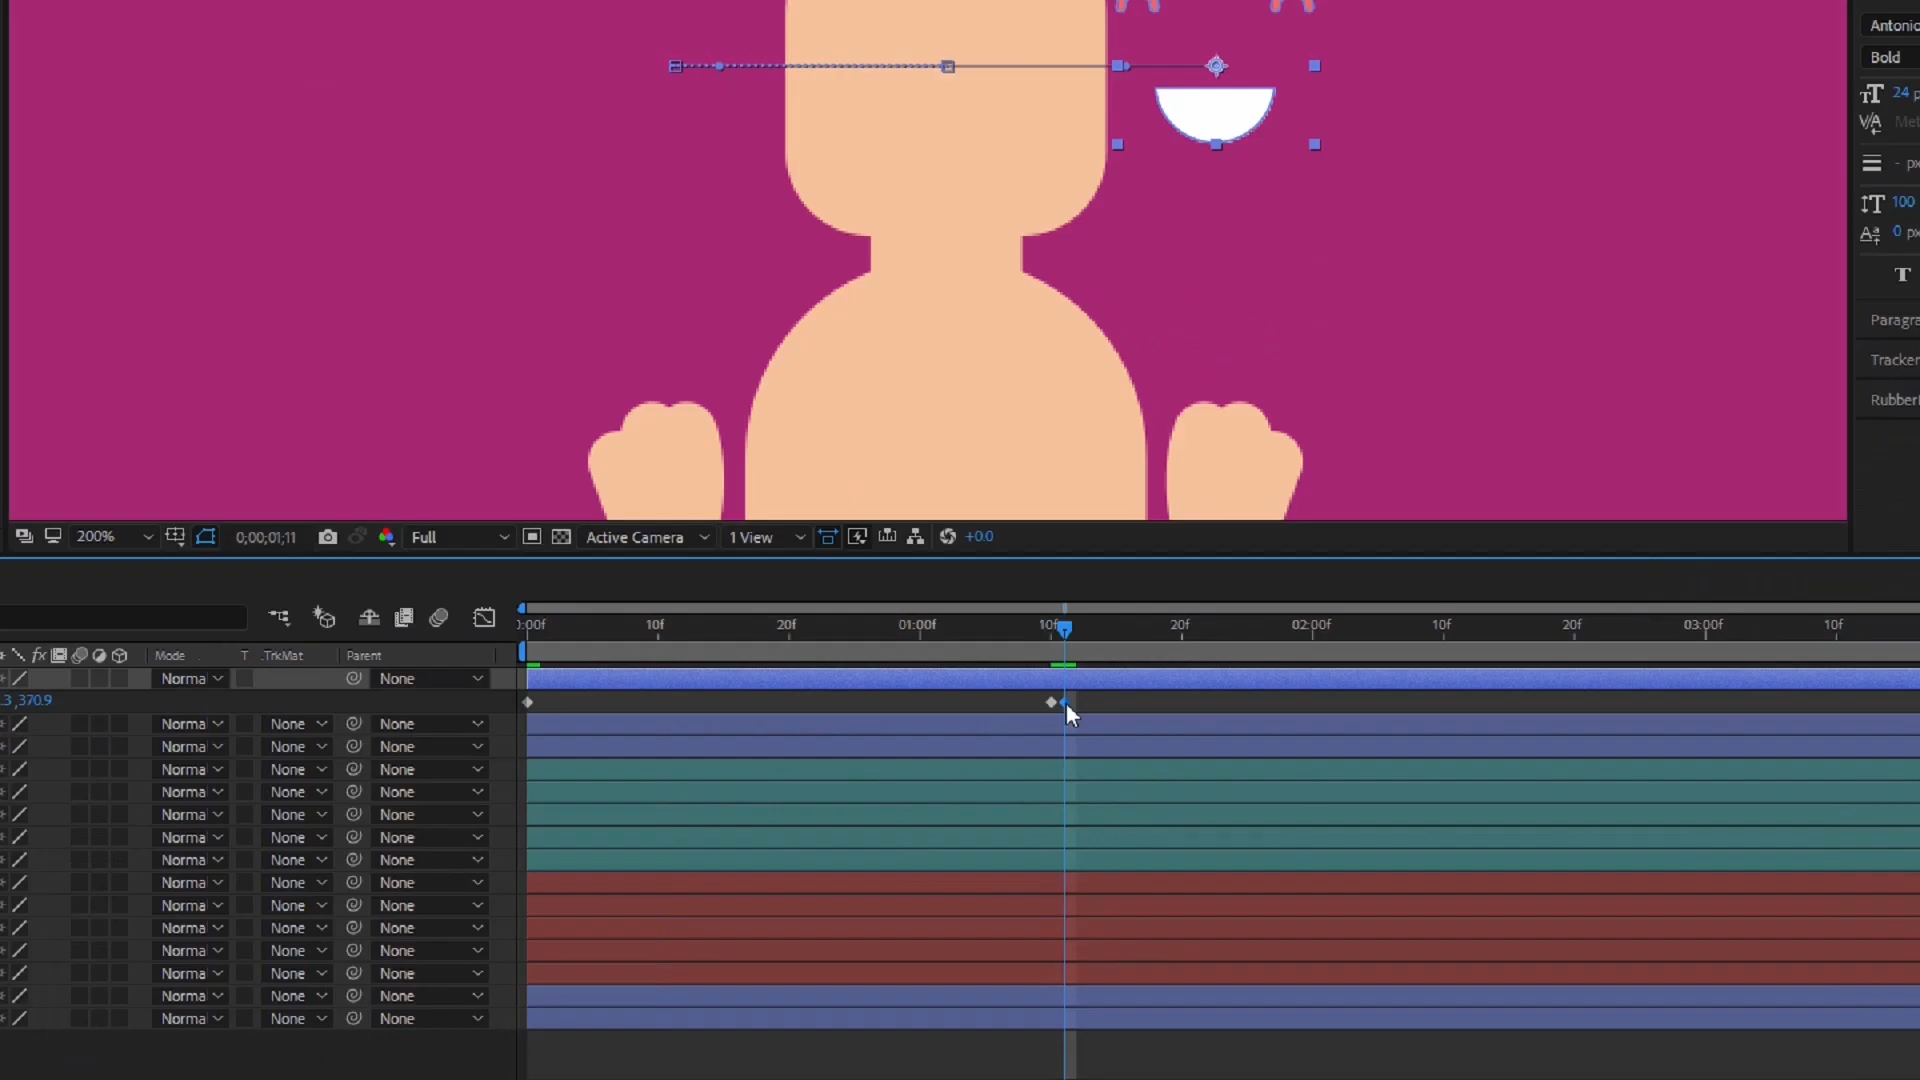 Antonio
Bold
24 p
Met
- px
100
0 px
T
Paragra
Tracker
Rubber
200%
0;00;01;11
Full
Active Camera
1 View
+0.0
:00f 10f 20f 01:00f 10f 20f 02:00f 10f 20f 03:00f 10f
fx Mode T .TrkMat Parent
Norma None
.3,370.9
Norma None None
Norma None None
Norma None None
Norma None None
Norma None None
Norma None None
Norma None None
Norma None None
Norma None None
Norma None None
Norma None None
Norma None None
Norma None None
Norma None None